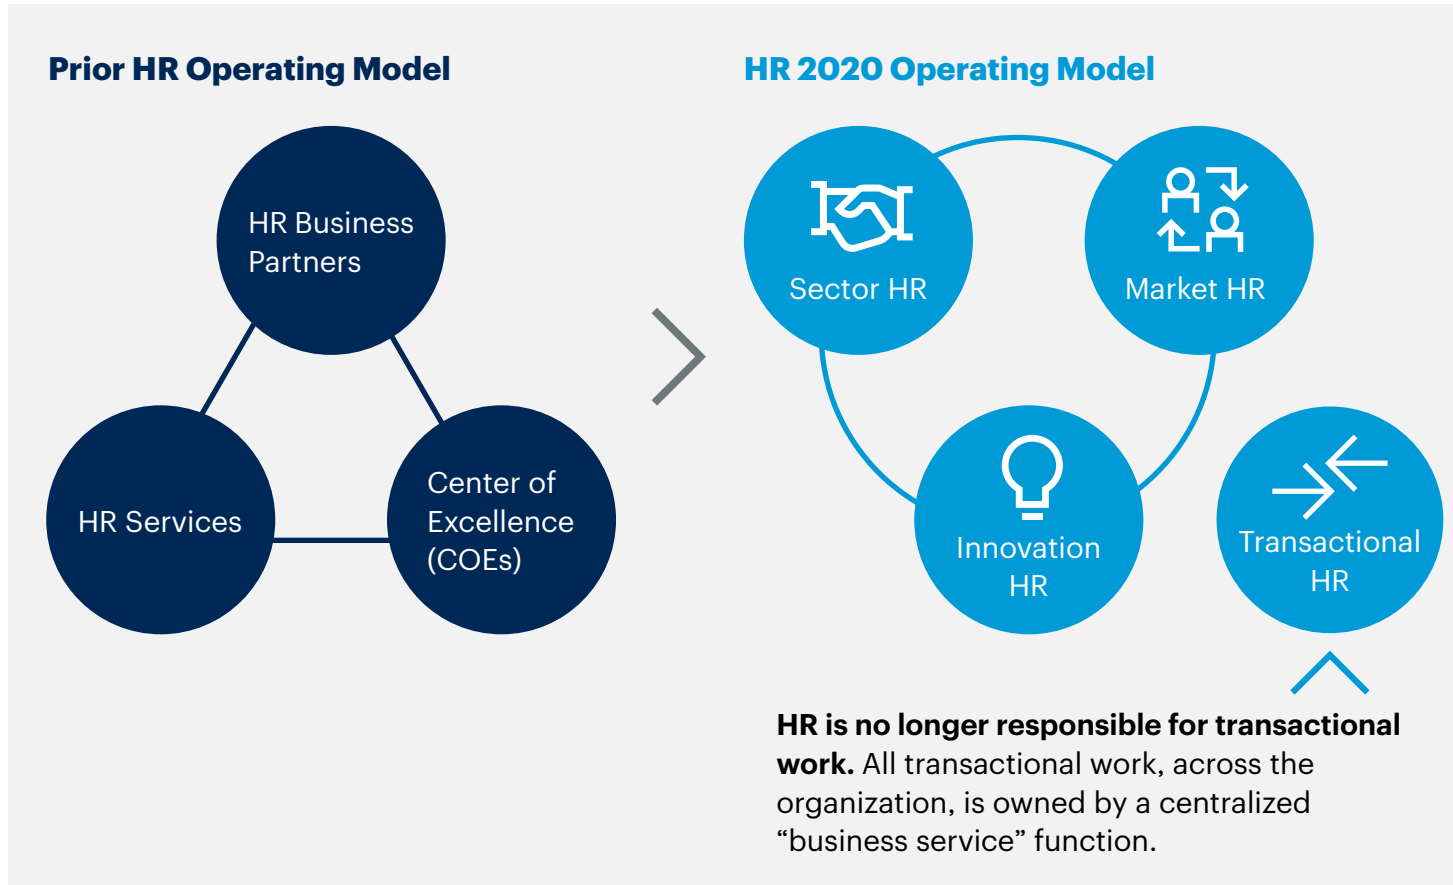 Prior HR Operating Model
HR Business
Partners
HR Services
Center of
Excellence
(COEs)
HR 2020 Operating Model
Sector HR
Market HR
Innovation
HR
Transactional
HR
HR is no longer responsible for transactional
work. All transactional work, across the
organization, is owned by a centralized
“business service” function.